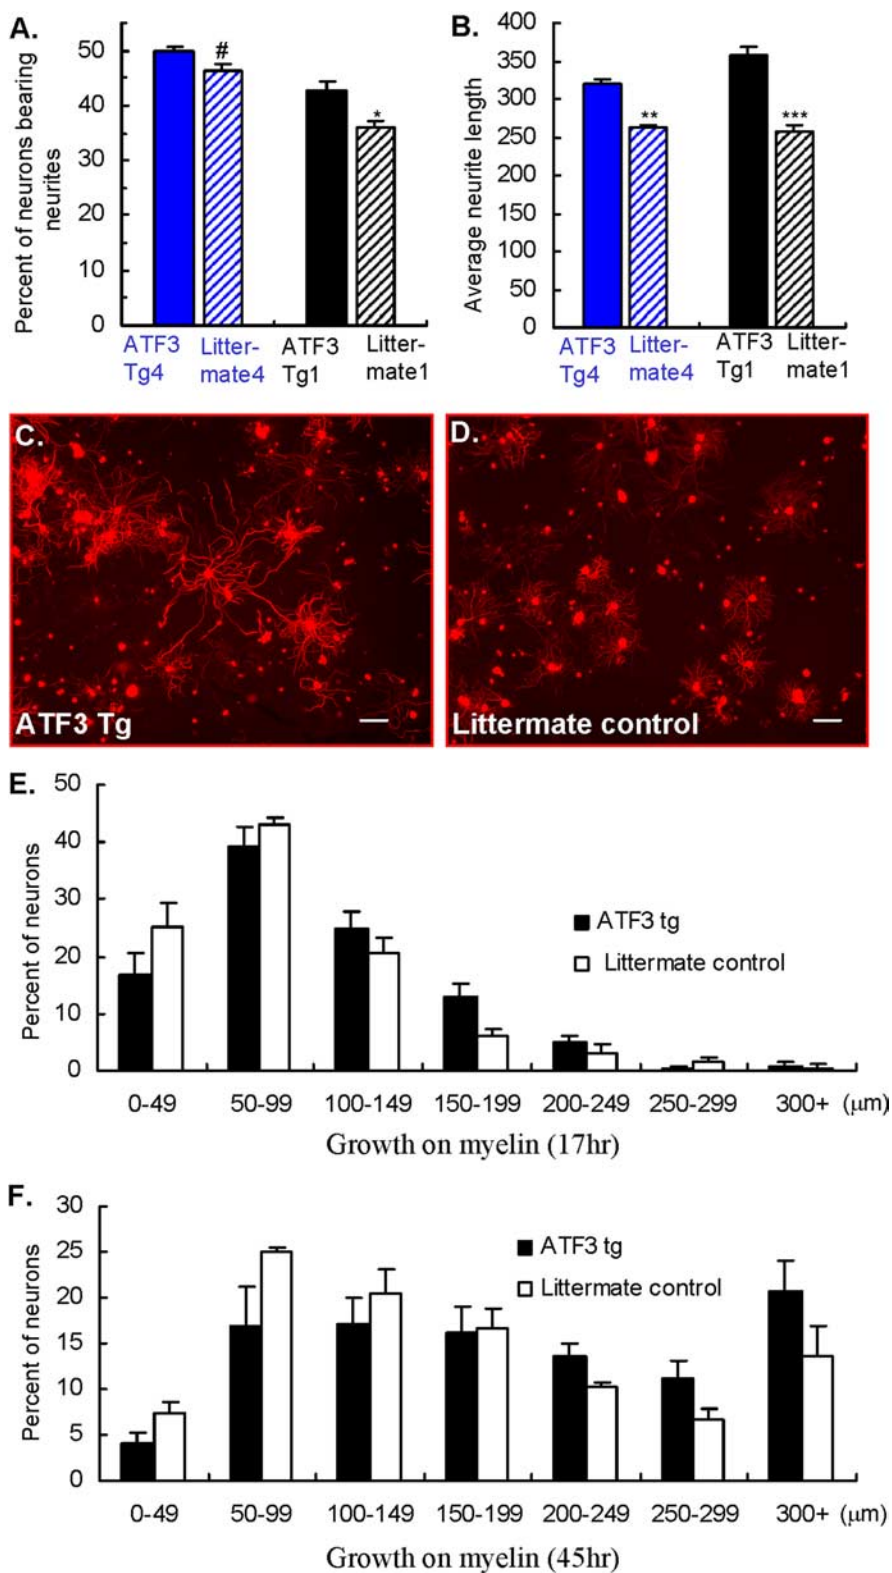 A.
Percent of neurons bearing
neurites
50
40
30
20
10
0
#
*
ATF3
Tg4
Litter-
mate4
ATF3
Tg1
Litter-
mate1
B.
Average neurite length
400
350
300
250
200
150
100
50
0
**
***
ATF3
Tg4
Litter-
mate4
ATF3
Tg1
Litter-
mate1
C.
ATF3 Tg
D.
Littermate control
E.
Percent of neurons
50
40
30
20
10
0
ATF3 tg
Littermate control
0-49 50-99 100-149 150-199 200-249 250-299 300+ (μm)
Growth on myelin (17hr)
F.
Percent of neurons
30
25
20
15
10
5
0
ATF3 tg
Littermate control
0-49 50-99 100-149 150-199 200-249 250-299 300+ (μm)
Growth on myelin (45hr)